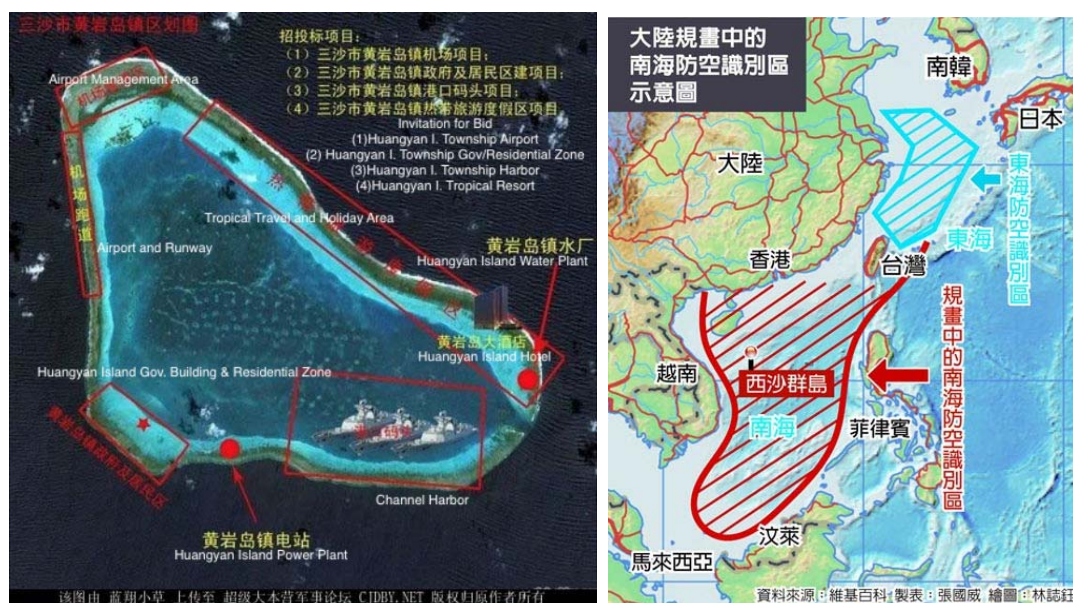 三沙市黄岩岛镇区划图
招投标项目：
（1）三沙市黄岩岛镇机场项目；
（2）三沙市黄岩岛镇政府及居民区建项目；
（3）三沙市黄岩岛镇港口码头项目；
（4）三沙市黄岩岛镇热带旅游度假区项目；
Invitation for Bid
(1)Huangyan I. Township Airport
(2) Huangyan I. Township Gov/Residential Zone
(3)Huangyan I. Township Harbor
(4)Huangyan I. Tropical Resort
Airport Management Area
机场
机场跑道
Airport and Runway
热
Tropical Travel and Holiday Area
黄岩岛镇水厂
Huangyan Island Water Plant
黄岩岛大酒店
Huangyan Island Hotel
Huangyan Island Gov. Building & Residential Zone
黄岩岛镇政府及居民区
Channel Harbor
黄岩岛镇电站
Huangyan Island Power Plant
该图由 蓝翔小草 上传至 超级大本营军事论坛 CJDBY.NET 版权归原作者所有
大陸規畫中的
南海防空識別區
示意圖
南韓
日本
大陸
東海防空識別區
東海
香港
台灣
規畫中的南海防空識別區
越南
西沙群島
南海
菲律賓
汶萊
馬來西亞
資料來源：維基百科 製表：張國威 繪圖：林誌鈺